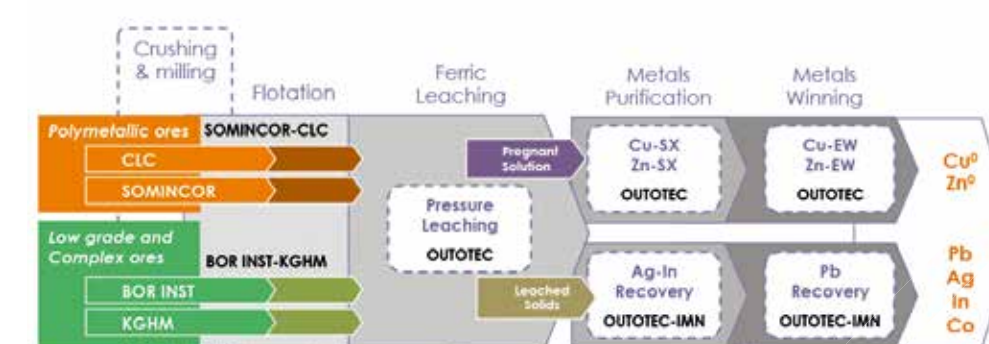 Crushing
& milling
Flotation
Ferric
Leaching
Metals
Purification
Metals
Winning
Polymetallic ores
SOMINCOR-CLC
CLC
SOMINCOR
Low grade and
Complex ores
BOR INST-KGHM
BOR INST
KGHM
Pressure
Leaching
OUTOTEC
Pregnant
Solution
Leached
Solids
Cu-SX
Zn-SX
OUTOTEC
Cu-EW
Zn-EW
OUTOTEC
Ag-In
Recovery
OUTOTEC-IMN
Pb
Recovery
OUTOTEC-IMN
Cu⁰
Zn⁰
Pb
Ag
In
Co